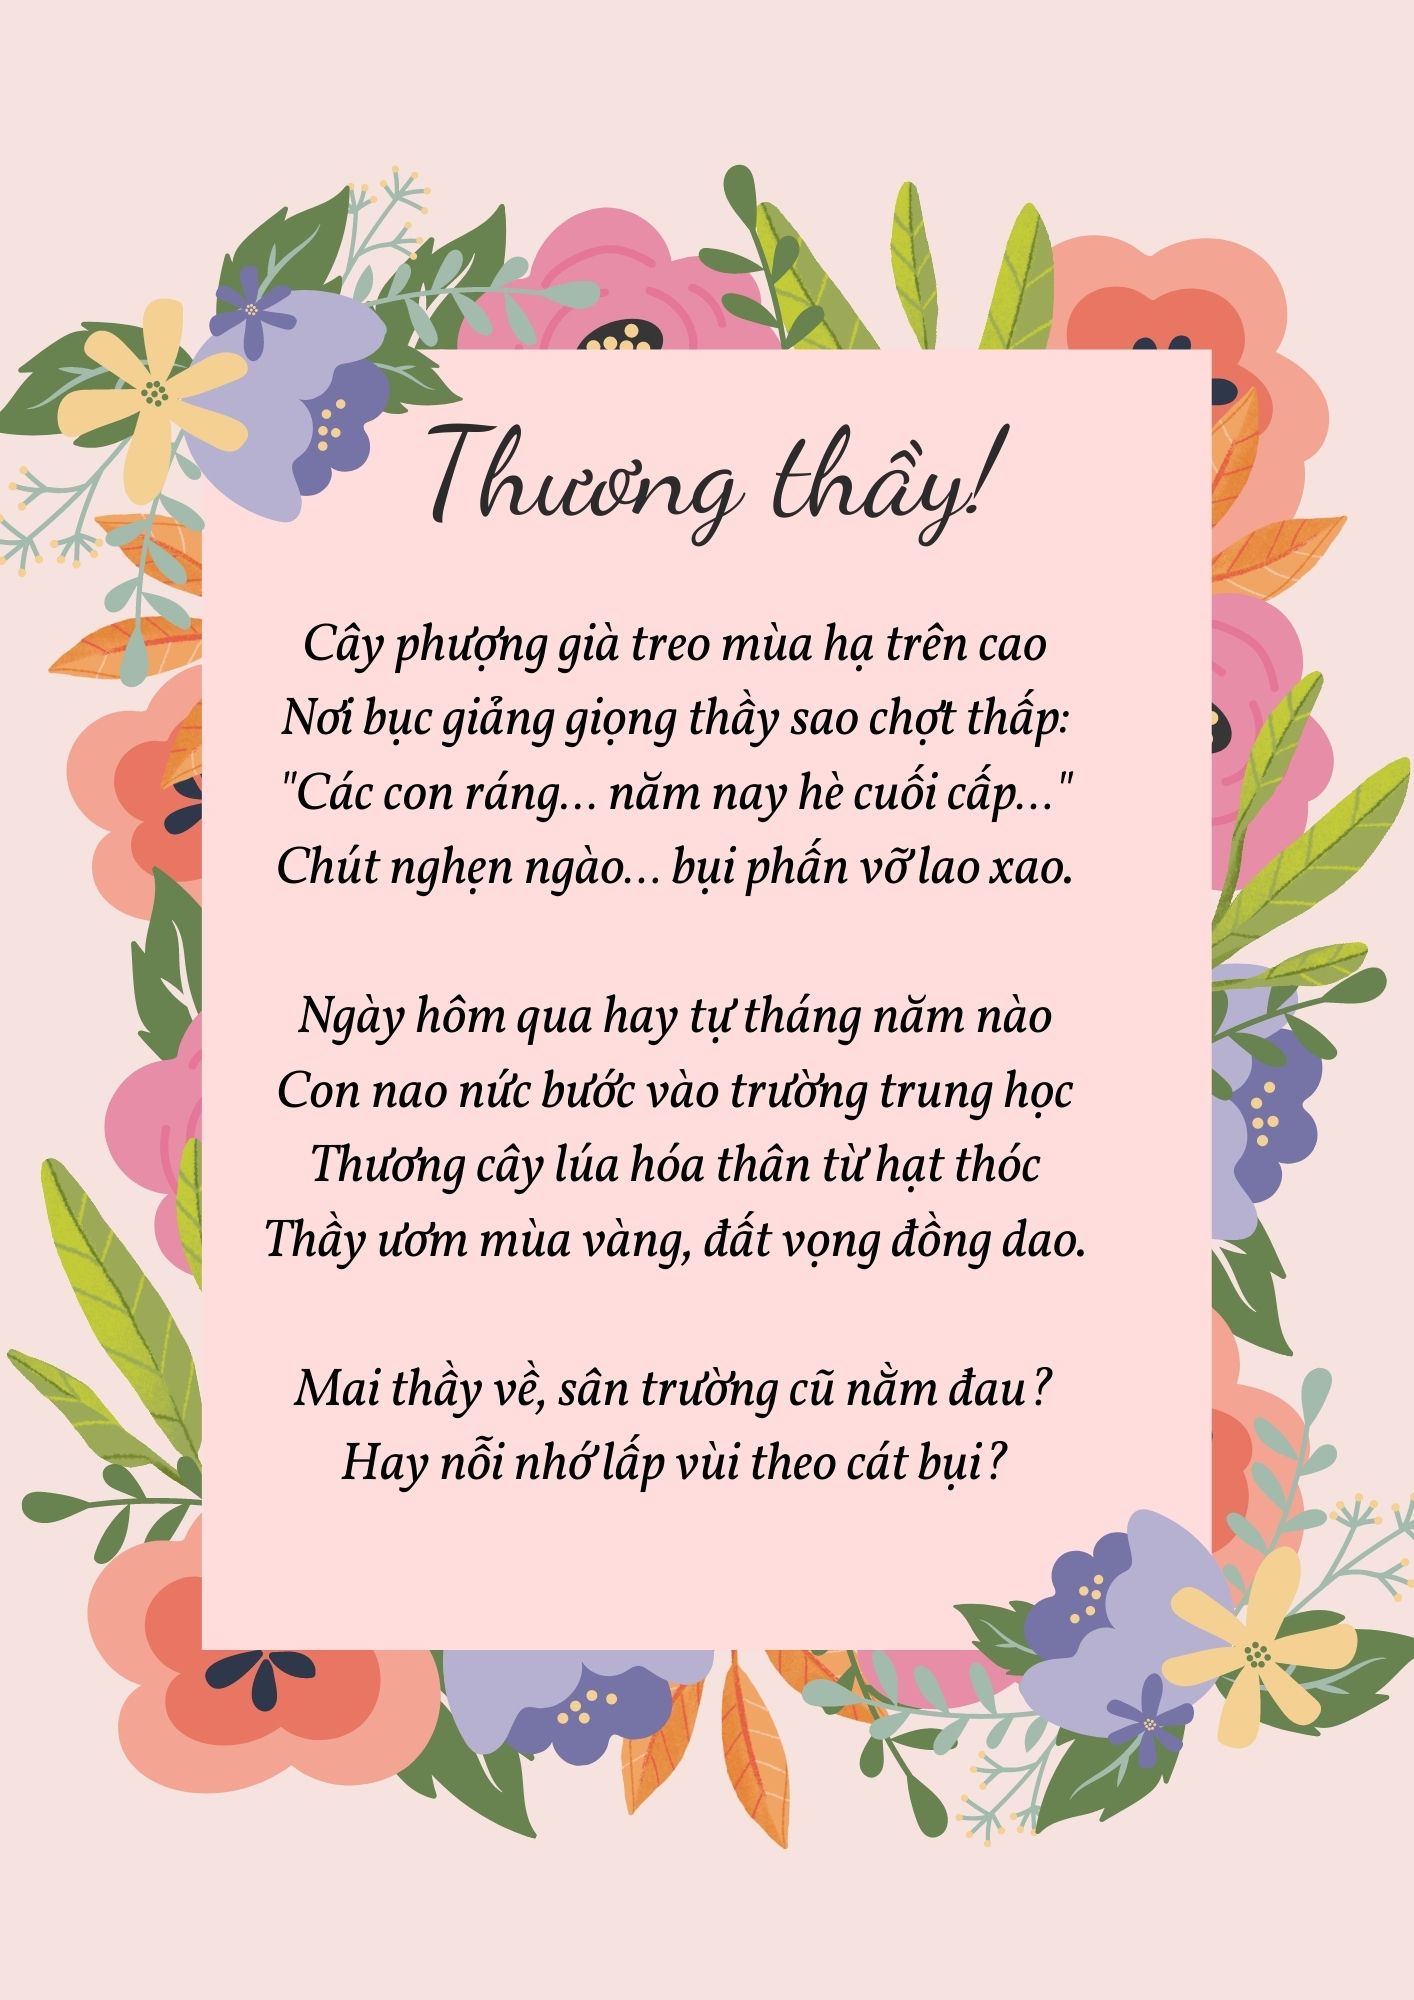 Thương thầy!
Cây phượng già treo mùa hạ trên cao
Nơi bục giảng giọng thầy sao chợt thấp:
"Các con ráng... năm nay hè cuối cấp..."
Chút nghẹn ngào... bụi phấn vỡ lao xao.
Ngày hôm qua hay tự tháng năm nào
Con nao nức bước vào trường trung học
Thương cây lúa hóa thân từ hạt thóc
Thầy ươm mùa vàng, đất vọng đồng dao.
Mai thầy về, sân trường cũ nằm đau?
Hay nỗi nhớ lấp vùi theo cát bụi?